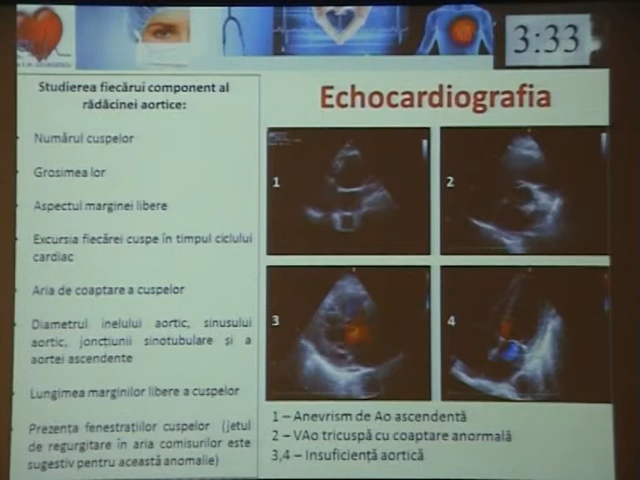 3:33
Studierea fiecărui component al
rădăcinei aortice:
Numărul cuspelor
Grosimea lor
Aspectul marginei libere
Excursia fiecărei cuspe în timpul ciclului
cardiac
Aria de coaptare a cuspelor
Diametrul inelului aortic, sinusului
aortic, joncțiunii sinotubulare și a
aortei ascendente
Lungimea marginilor libere a cuspelor
Prezența fenestrațiilor cuspelor (jetul
de regurgitare în aria comisurilor este
sugestiv pentru această anomalie)
Echocardiografia
1
2
3
4
1 – Anevrism de Ao ascendentă
2 – VAo tricuspă cu coaptare anormală
3,4 – Insuficiență aortică